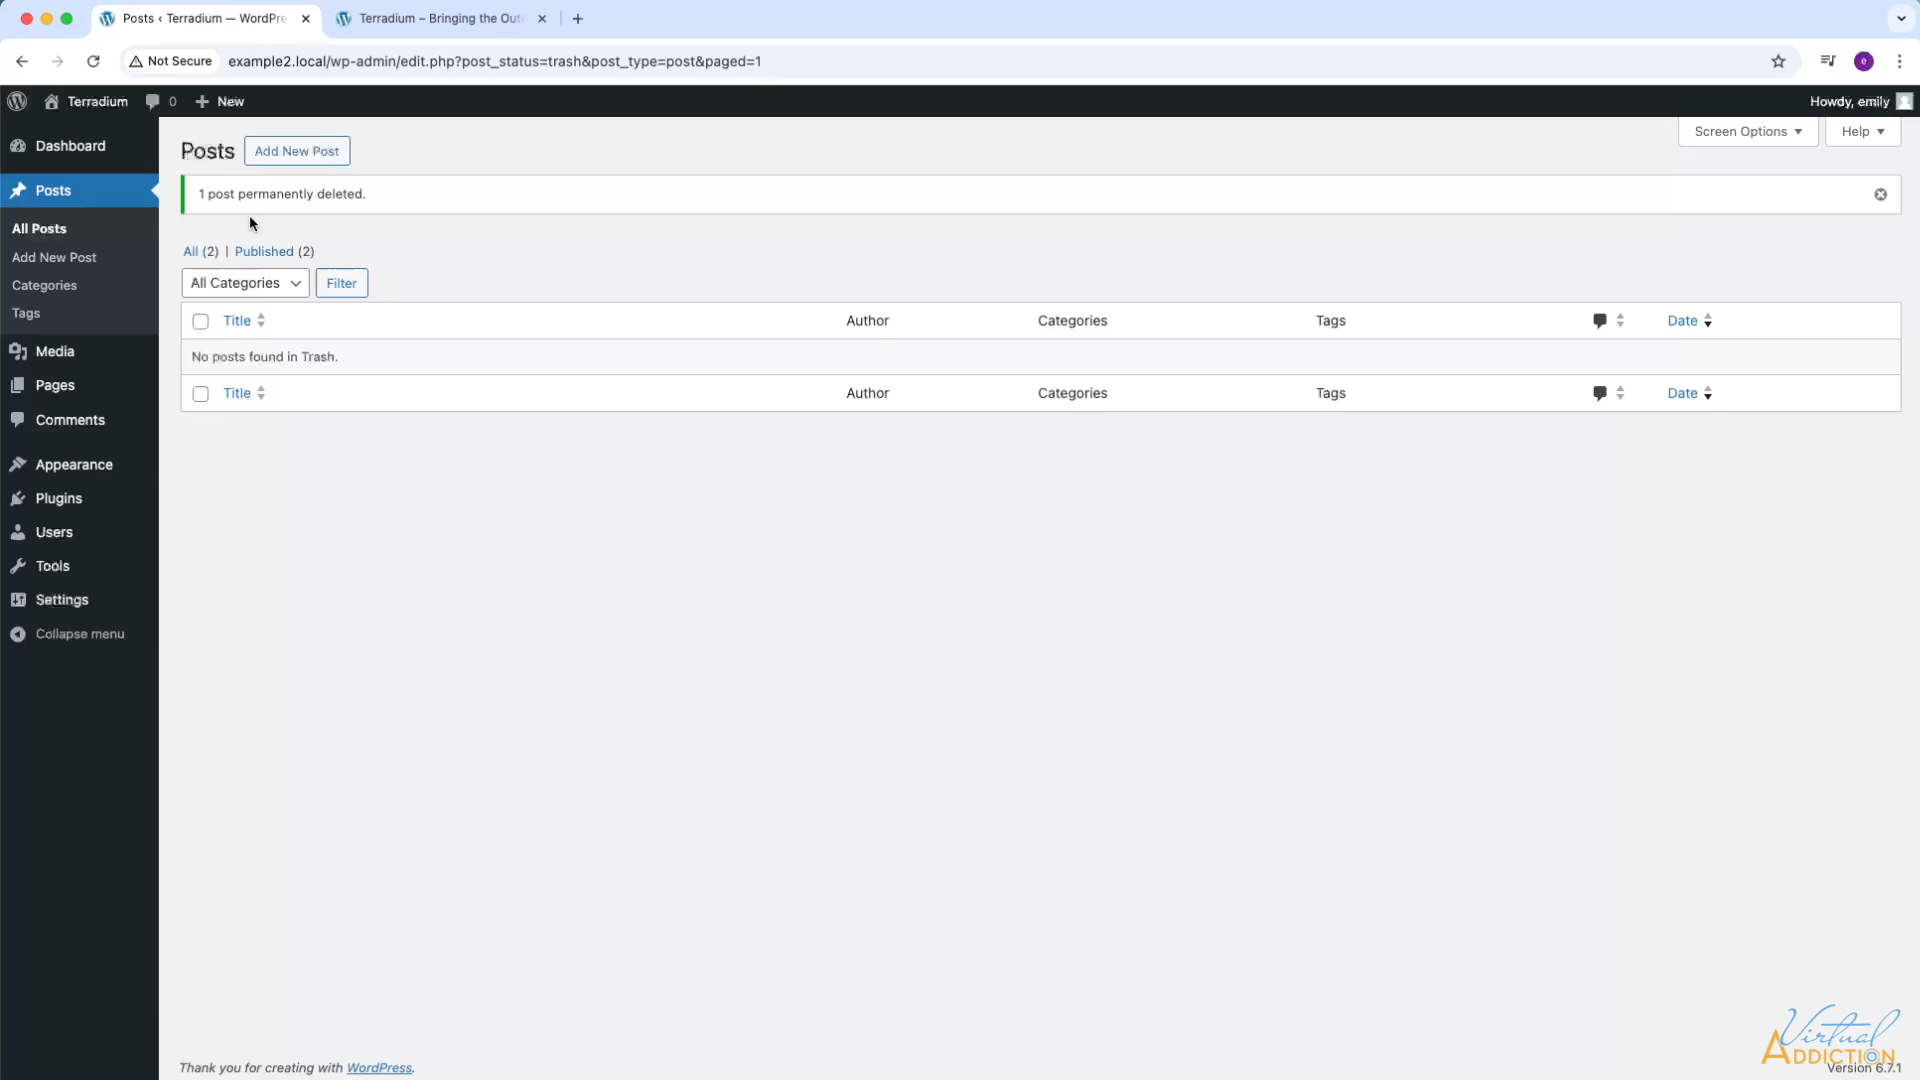 Posts ‹ Terradium — WordPre
Terradium – Bringing the Out
Not Secure
example2.local/wp-admin/edit.php?post_status=trash&post_type=post&paged=1
e
Terradium
0
New
Howdy, emily
Dashboard
Posts
All Posts
Add New Post
Categories
Tags
Media
Pages
Comments
Appearance
Plugins
Users
Tools
Settings
Collapse menu
Screen Options
Help
Posts
Add New Post
1 post permanently deleted.
All (2) | Published (2)
All Categories
Filter
Title Author Categories Tags Date
No posts found in Trash.
Title Author Categories Tags Date
Thank you for creating with WordPress.
Virtual
ADDICTION
Version 6.7.1